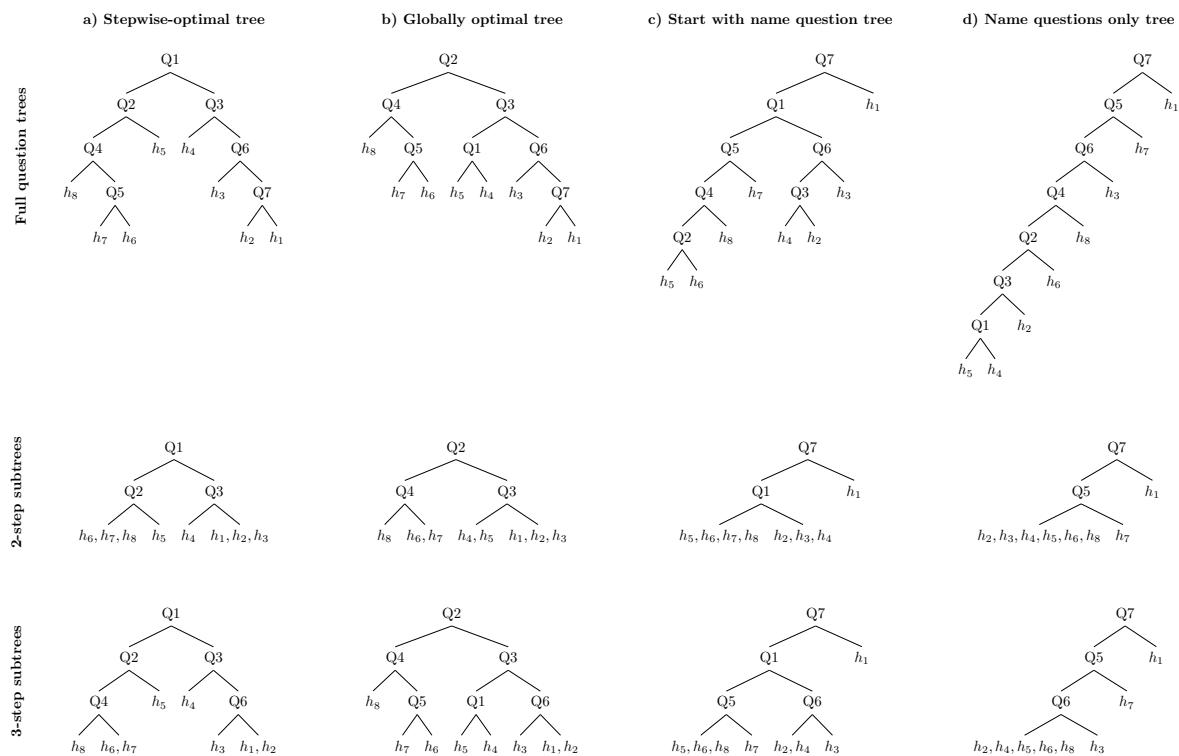 a) Stepwise-optimal tree b) Globally optimal tree c) Start with name question tree d) Name questions only tree
Full question trees
Q1 Q2 Q7 Q7
Q2 Q3 Q4 Q3 Q1 h1 Q5 h1
Q4 h5 h4 Q6 h8 Q5 Q1 Q6 Q5 Q6 Q6 h7
h8 Q5 h3 Q7 h7 h6 h5 h4 h3 Q7 Q4 h7 Q3 h3 Q4 h3
h7 h6 h2 h1 h2 h1 Q2 h8 h4 h2 Q2 h8
h5 h6 Q3 h6
Q1 h2
h5 h4
2-step subtrees
Q1 Q2 Q7 Q7
Q2 Q3 Q4 Q3 Q1 h1 Q5 h1
h6, h7, h8 h5 h4 h1, h2, h3 h8 h6, h7 h4, h5 h1, h2, h3 h5, h6, h7, h8 h2, h3, h4 h2, h3, h4, h5, h6, h8 h7
3-step subtrees
Q1 Q2 Q7 Q7
Q2 Q3 Q4 Q3 Q1 h1 Q5 h1
Q4 h5 h4 Q6 h8 Q5 Q1 Q6 Q5 Q6 Q6 h7
h8 h6, h7 h3 h1, h2 h7 h6 h5 h4 h3 h1, h2 h5, h6, h8 h7 h2, h4 h3 h2, h4, h5, h6, h8 h3